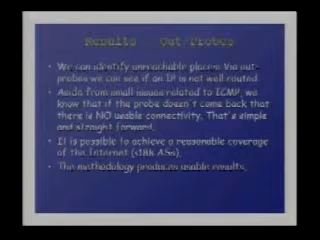 Results Out-Probes
• We can identify unreachable places. Via out-
probes we can see if an IP is not well routed.
• Aside from small issues related to ICMP, we
know that if the probe doesn't come back that
there is NO usable connectivity. That's simple
and straight forward.
• It is possible to achieve a reasonable coverage
of the Internet (<18k ASs).
• The methodology produces usable results.